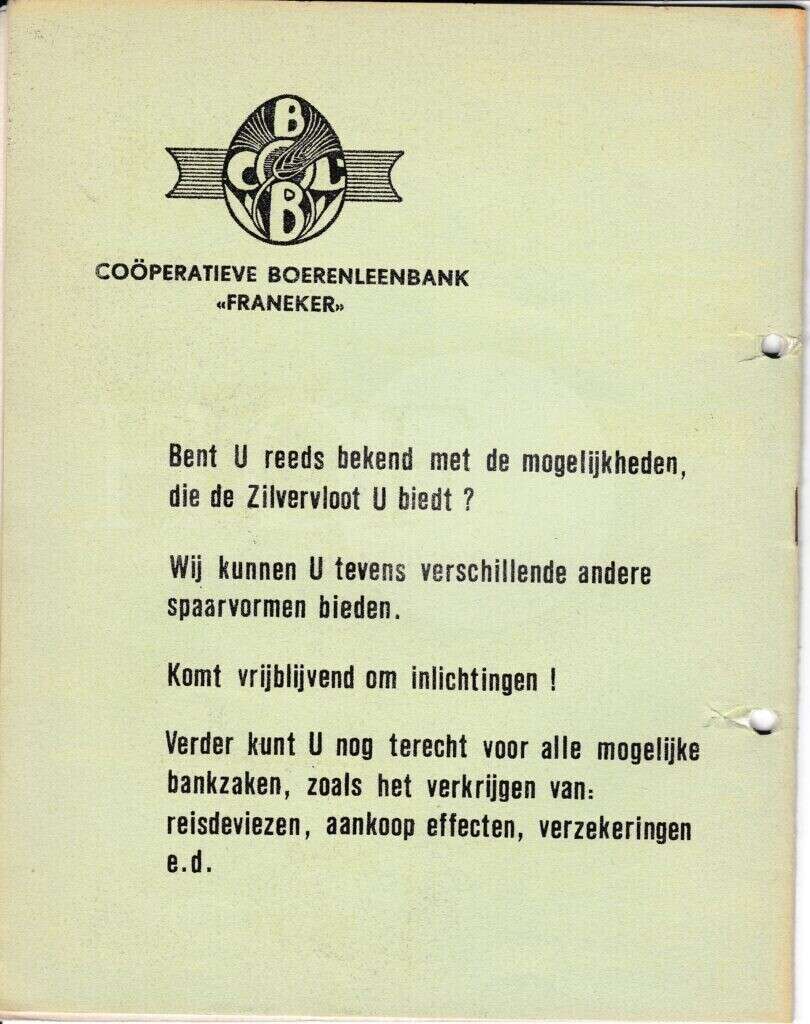 B
C L
B
COÖPERATIEVE BOERENLEENBANK
«FRANEKER»
Bent U reeds bekend met de mogelijkheden,
die de Zilvervloot U biedt ?
Wij kunnen U tevens verschillende andere
spaarvormen bieden.
Komt vrijblijvend om inlichtingen !
Verder kunt U nog terecht voor alle mogelijke
bankzaken, zoals het verkrijgen van:
reisdeviezen, aankoop effecten, verzekeringen
e.d.